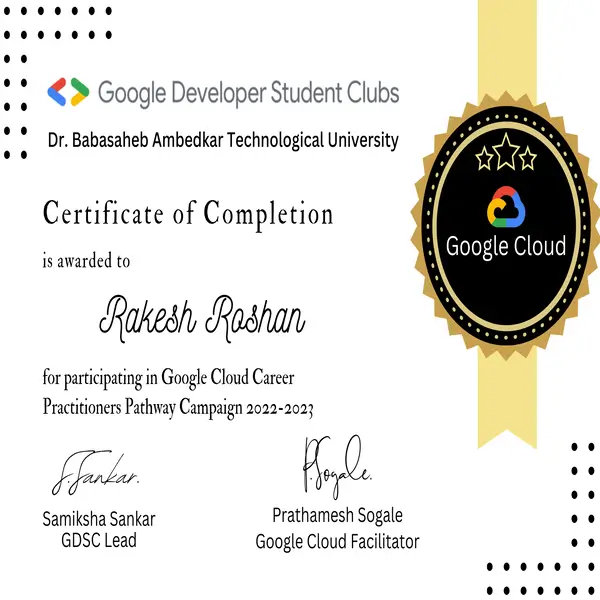 Google Developer Student Clubs
Dr. Babasaheb Ambedkar Technological University
Certificate of Completion
is awarded to
Rakesh Roshan
for participating in Google Cloud Career
Practitioners Pathway Campaign 2022-2023
Google Cloud
S.Sankar.
Samiksha Sankar
GDSC Lead
P.Sogale.
Prathamesh Sogale
Google Cloud Facilitator